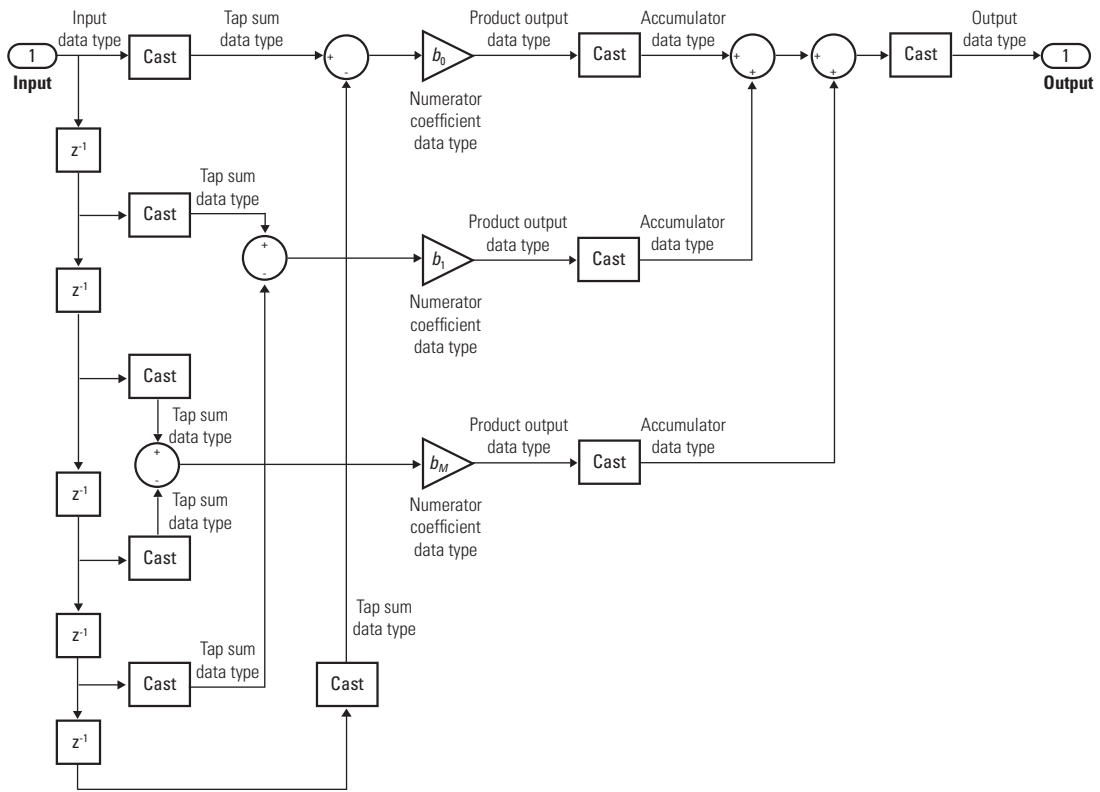 Input
data type
Tap sum
data type
Product output
data type
Accumulator
data type
Output
data type
1
Input
Cast
+
-
b0
Cast
+
+
+
+
Cast
1
Output
Numerator
coefficient
data type
z-1
Tap sum
data type
Cast
+
-
Product output
data type
Accumulator
data type
b1
Cast
z-1
Numerator
coefficient
data type
Cast
Tap sum
data type
+
-
Product output
data type
Accumulator
data type
bM
Cast
z-1
Tap sum
data type
Numerator
coefficient
data type
Cast
z-1
Tap sum
data type
Tap sum
data type
Cast
Cast
z-1